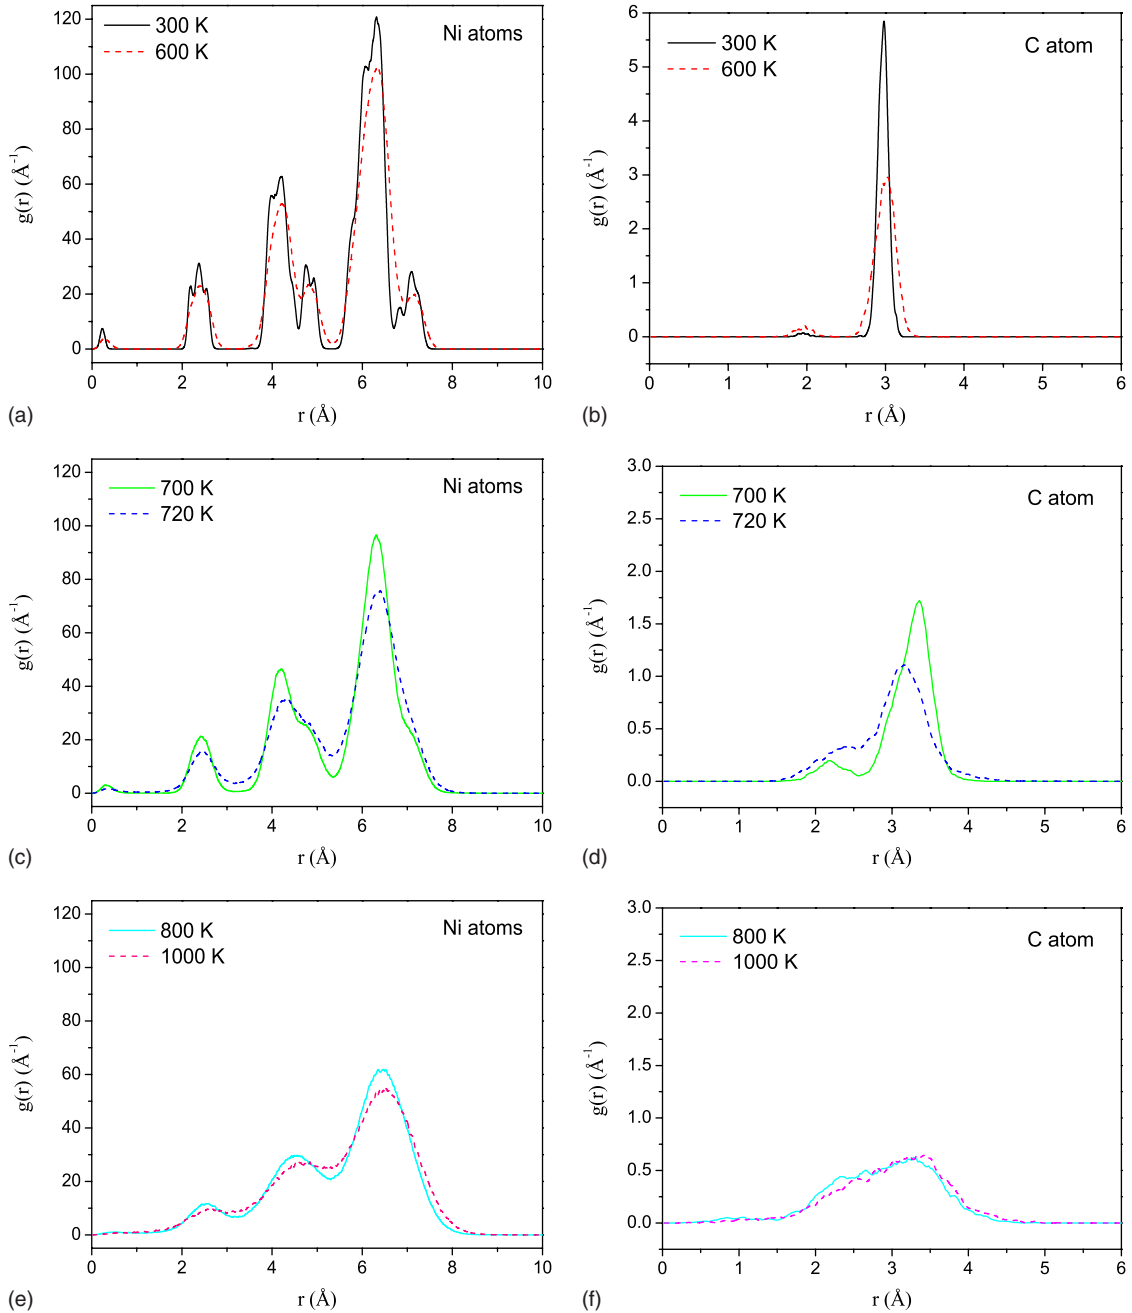 300 K
600 K
Ni atoms
g(r) (Å⁻¹)
120
100
80
60
40
20
0
0 2 4 6 8 10
r (Å)
(a)
300 K
600 K
C atom
g(r) (Å⁻¹)
6
5
4
3
2
1
0
0 1 2 3 4 5 6
r (Å)
(b)
700 K
720 K
Ni atoms
g(r) (Å⁻¹)
120
100
80
60
40
20
0
0 2 4 6 8 10
r (Å)
(c)
700 K
720 K
C atom
g(r) (Å⁻¹)
3.0
2.5
2.0
1.5
1.0
0.5
0.0
0 1 2 3 4 5 6
r (Å)
(d)
800 K
1000 K
Ni atoms
g(r) (Å⁻¹)
120
100
80
60
40
20
0
0 2 4 6 8 10
r (Å)
(e)
800 K
1000 K
C atom
g(r) (Å⁻¹)
3.0
2.5
2.0
1.5
1.0
0.5
0.0
0 1 2 3 4 5 6
r (Å)
(f)